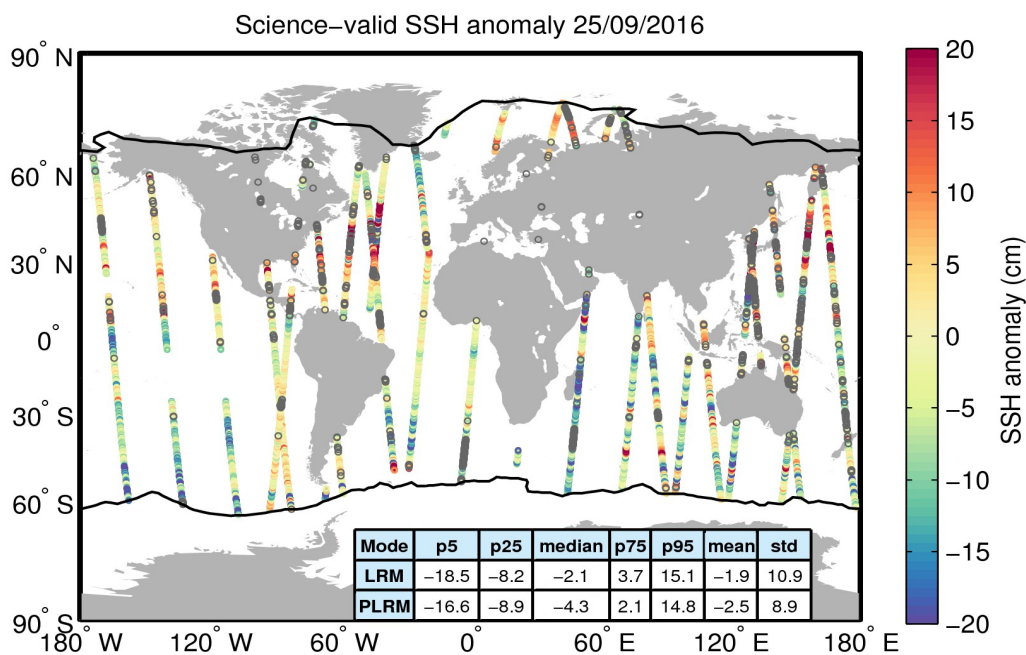 Science−valid SSH anomaly 25/09/2016
90° N
60° N
30° N
0°
30° S
60° S
90° S
180° W
120° W
60° W
0°
60° E
120° E
180° E
Mode p5 p25 median p75 p95 mean std
LRM −18.5 −8.2 −2.1 3.7 15.1 −1.9 10.9
PLRM −16.6 −8.9 −4.3 2.1 14.8 −2.5 8.9
20
15
10
5
0
−5
−10
−15
−20
SSH anomaly (cm)